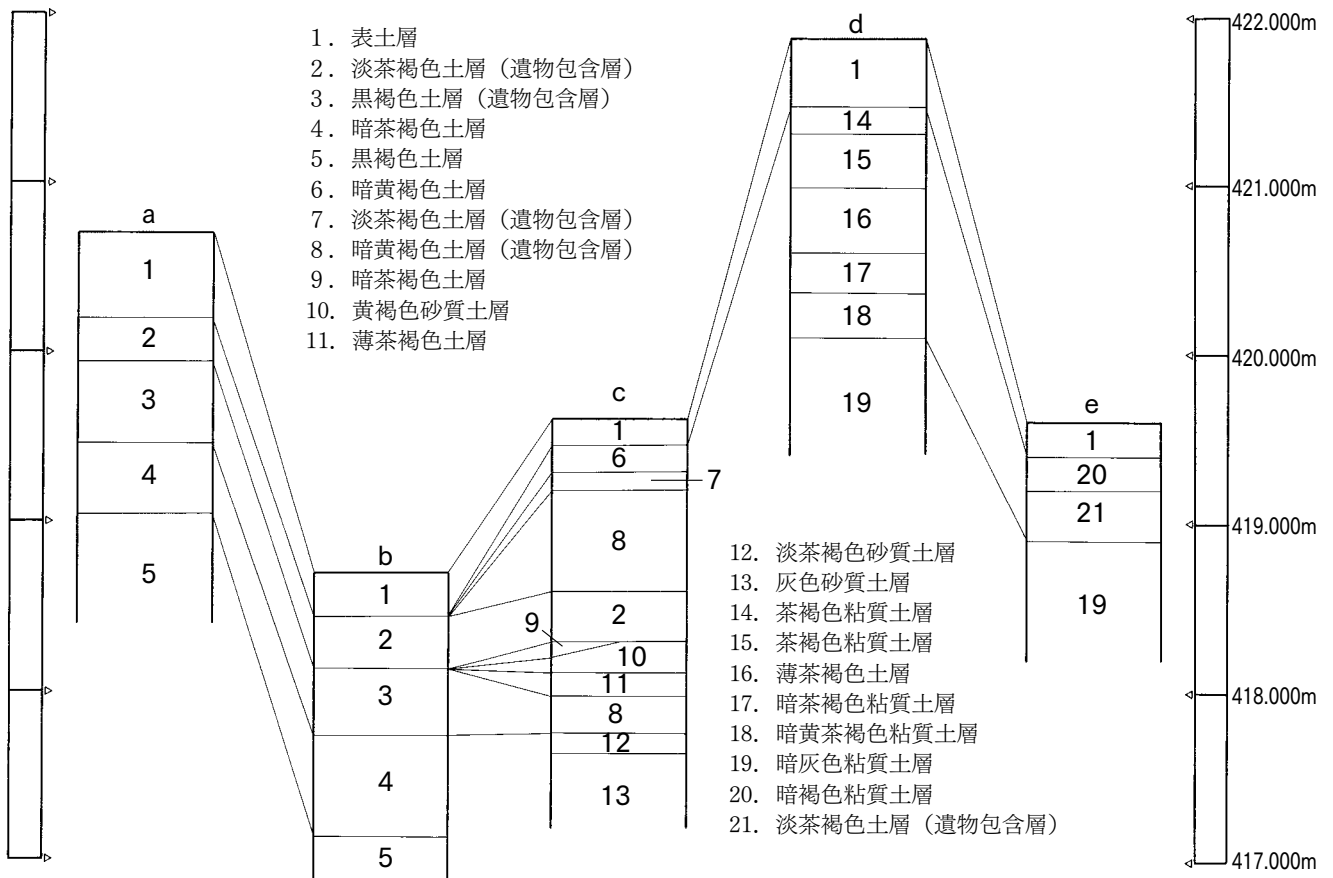 1．表土層
2．淡茶褐色土層（遺物包含層）
3．黒褐色土層（遺物包含層）
4．暗茶褐色土層
5．黒褐色土層
6．暗黄褐色土層
7．淡茶褐色土層（遺物包含層）
8．暗黄褐色土層（遺物包含層）
9．暗茶褐色土層
10．黄褐色砂質土層
11．薄茶褐色土層
a
1
2
3
4
5
b
1
2
3
4
5
c
1
6
7
8
2
9
10
11
8
12
13
d
1
14
15
16
17
18
19
e
1
20
21
19
12．淡茶褐色砂質土層
13．灰色砂質土層
14．茶褐色粘質土層
15．茶褐色粘質土層
16．薄茶褐色土層
17．暗茶褐色粘質土層
18．暗黄茶褐色粘質土層
19．暗灰色粘質土層
20．暗褐色粘質土層
21．淡茶褐色土層（遺物包含層）
422.000m
421.000m
420.000m
419.000m
418.000m
417.000m